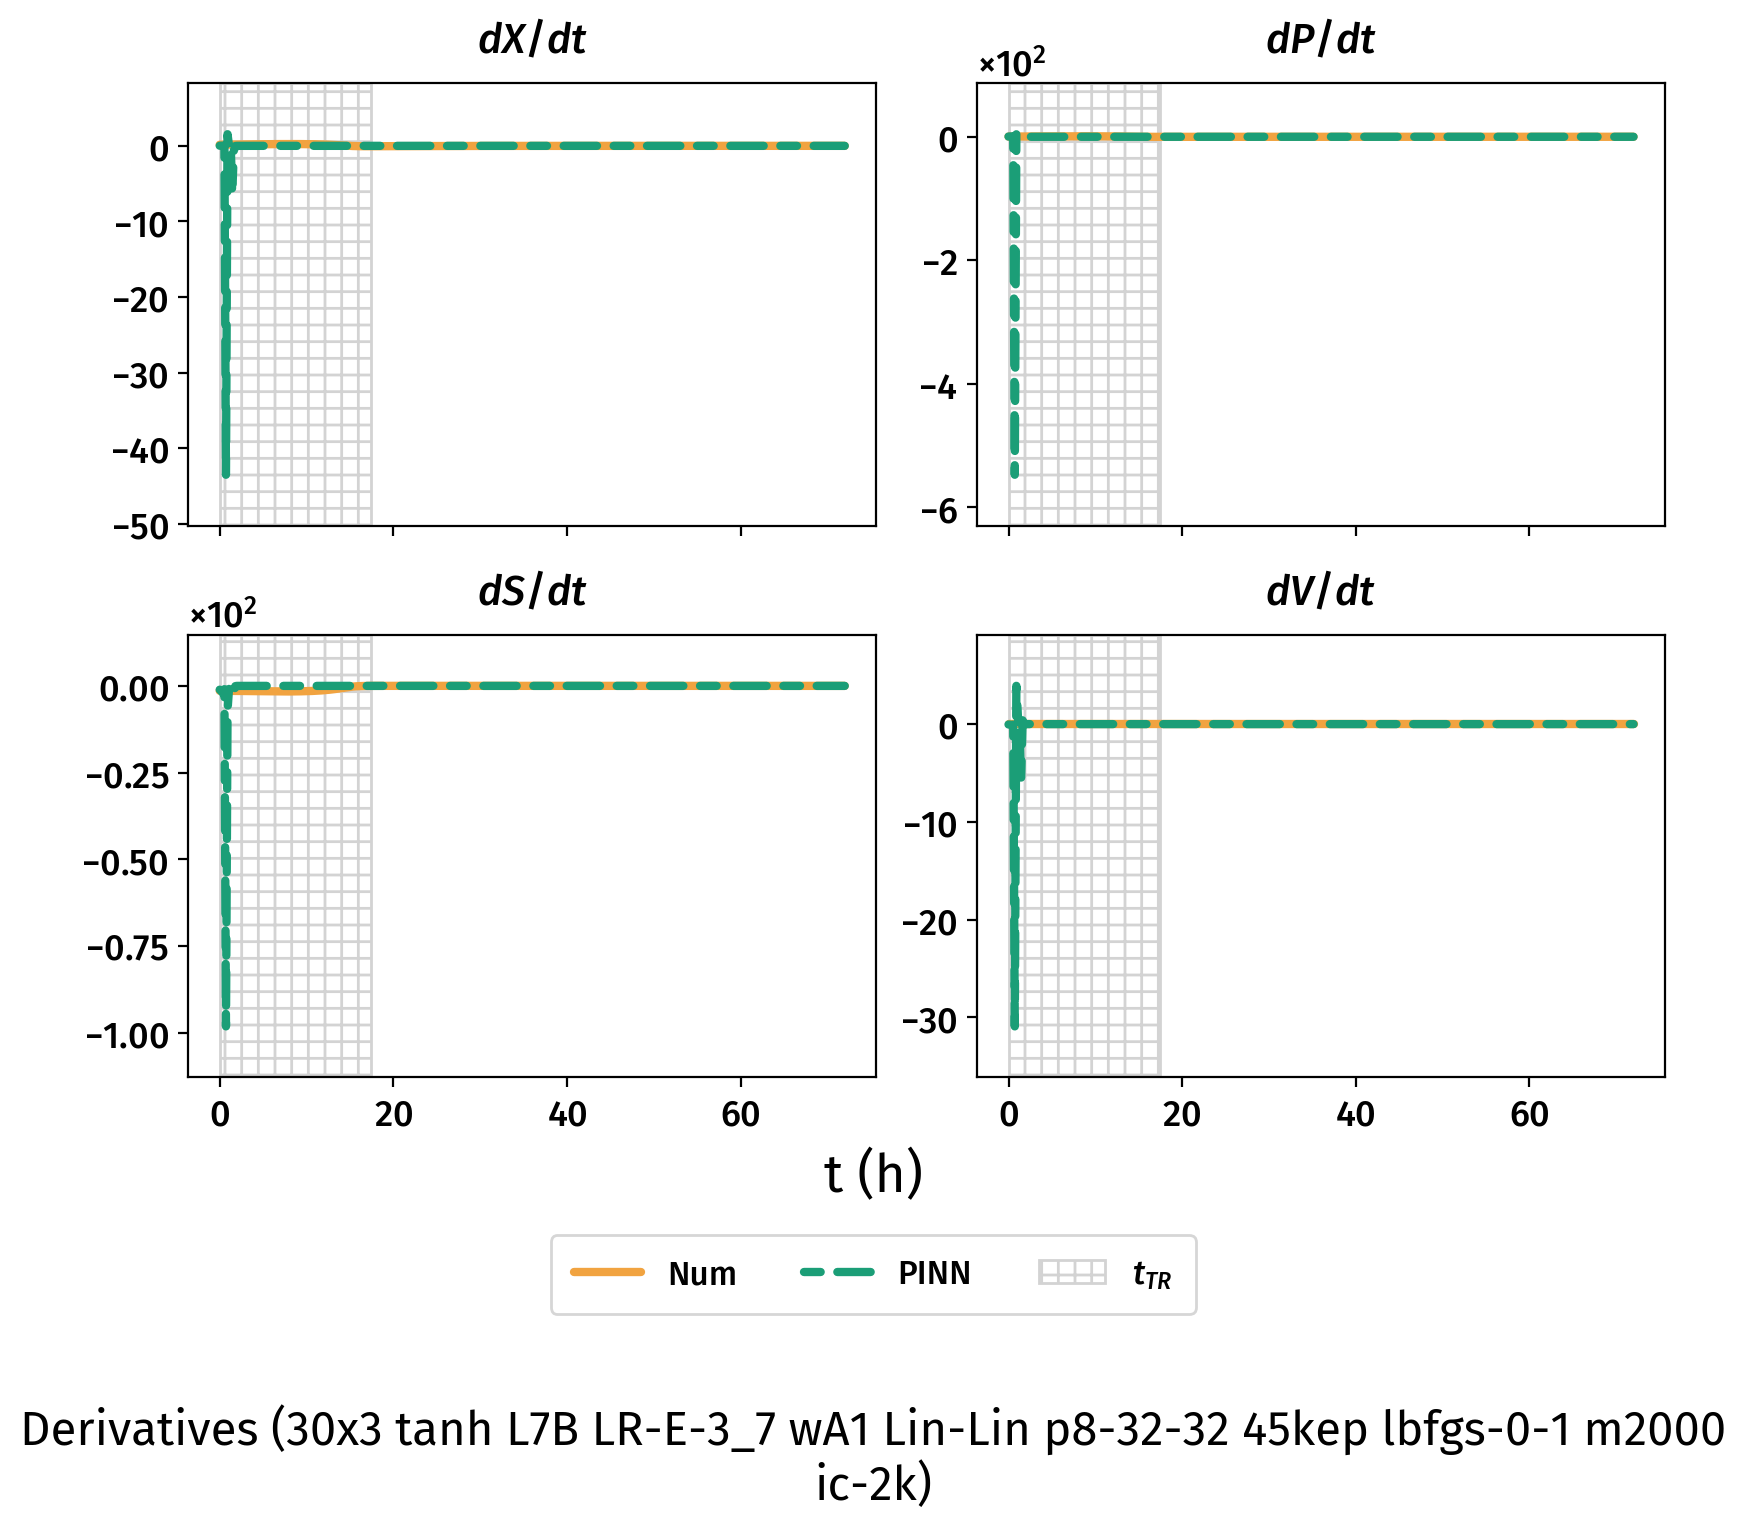 dX/dt
dP/dt
×10²
0
−10
−20
−30
−40
−50
0
−2
−4
−6
dS/dt
dV/dt
×10²
0.00
−0.25
−0.50
−0.75
−1.00
0
−10
−20
−30
0 20 40 60
0 20 40 60
t (h)
Num PINN t_TR
Derivatives (30x3 tanh L7B LR-E-3_7 wA1 Lin-Lin p8-32-32 45kep lbfgs-0-1 m2000
ic-2k)